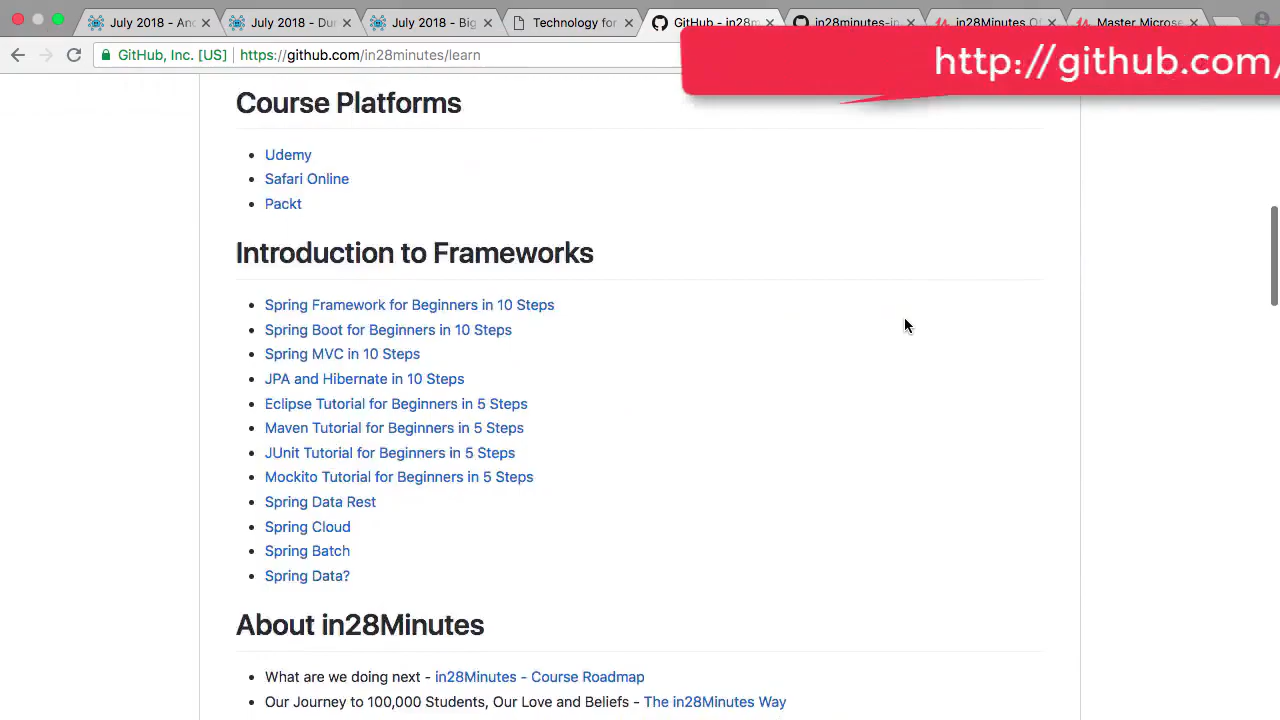 July 2018 - And
July 2018 - Du
July 2018 - Big
Technology for
GitHub - in28m
in28minutes-in
in28Minutes Of
Master Microse
GitHub, Inc. [US]
https://github.com/in28minutes/learn
http://github.com/
Course Platforms
Udemy
Safari Online
Packt
Introduction to Frameworks
Spring Framework for Beginners in 10 Steps
Spring Boot for Beginners in 10 Steps
Spring MVC in 10 Steps
JPA and Hibernate in 10 Steps
Eclipse Tutorial for Beginners in 5 Steps
Maven Tutorial for Beginners in 5 Steps
JUnit Tutorial for Beginners in 5 Steps
Mockito Tutorial for Beginners in 5 Steps
Spring Data Rest
Spring Cloud
Spring Batch
Spring Data?
About in28Minutes
What are we doing next - in28Minutes - Course Roadmap
Our Journey to 100,000 Students, Our Love and Beliefs - The in28Minutes Way